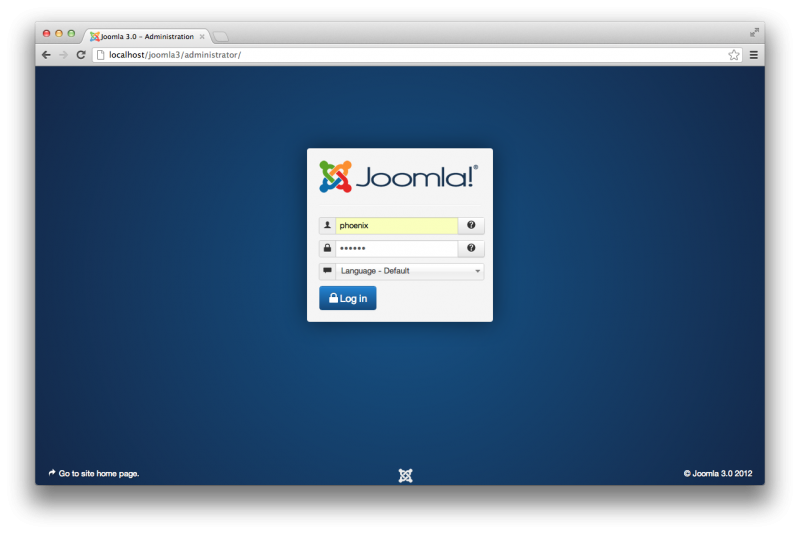 Joomla 3.0 - Administration
localhost/joomla3/administrator/
Joomla!®
phoenix
••••••
Language - Default
Log in
Go to site home page.
© Joomla 3.0 2012